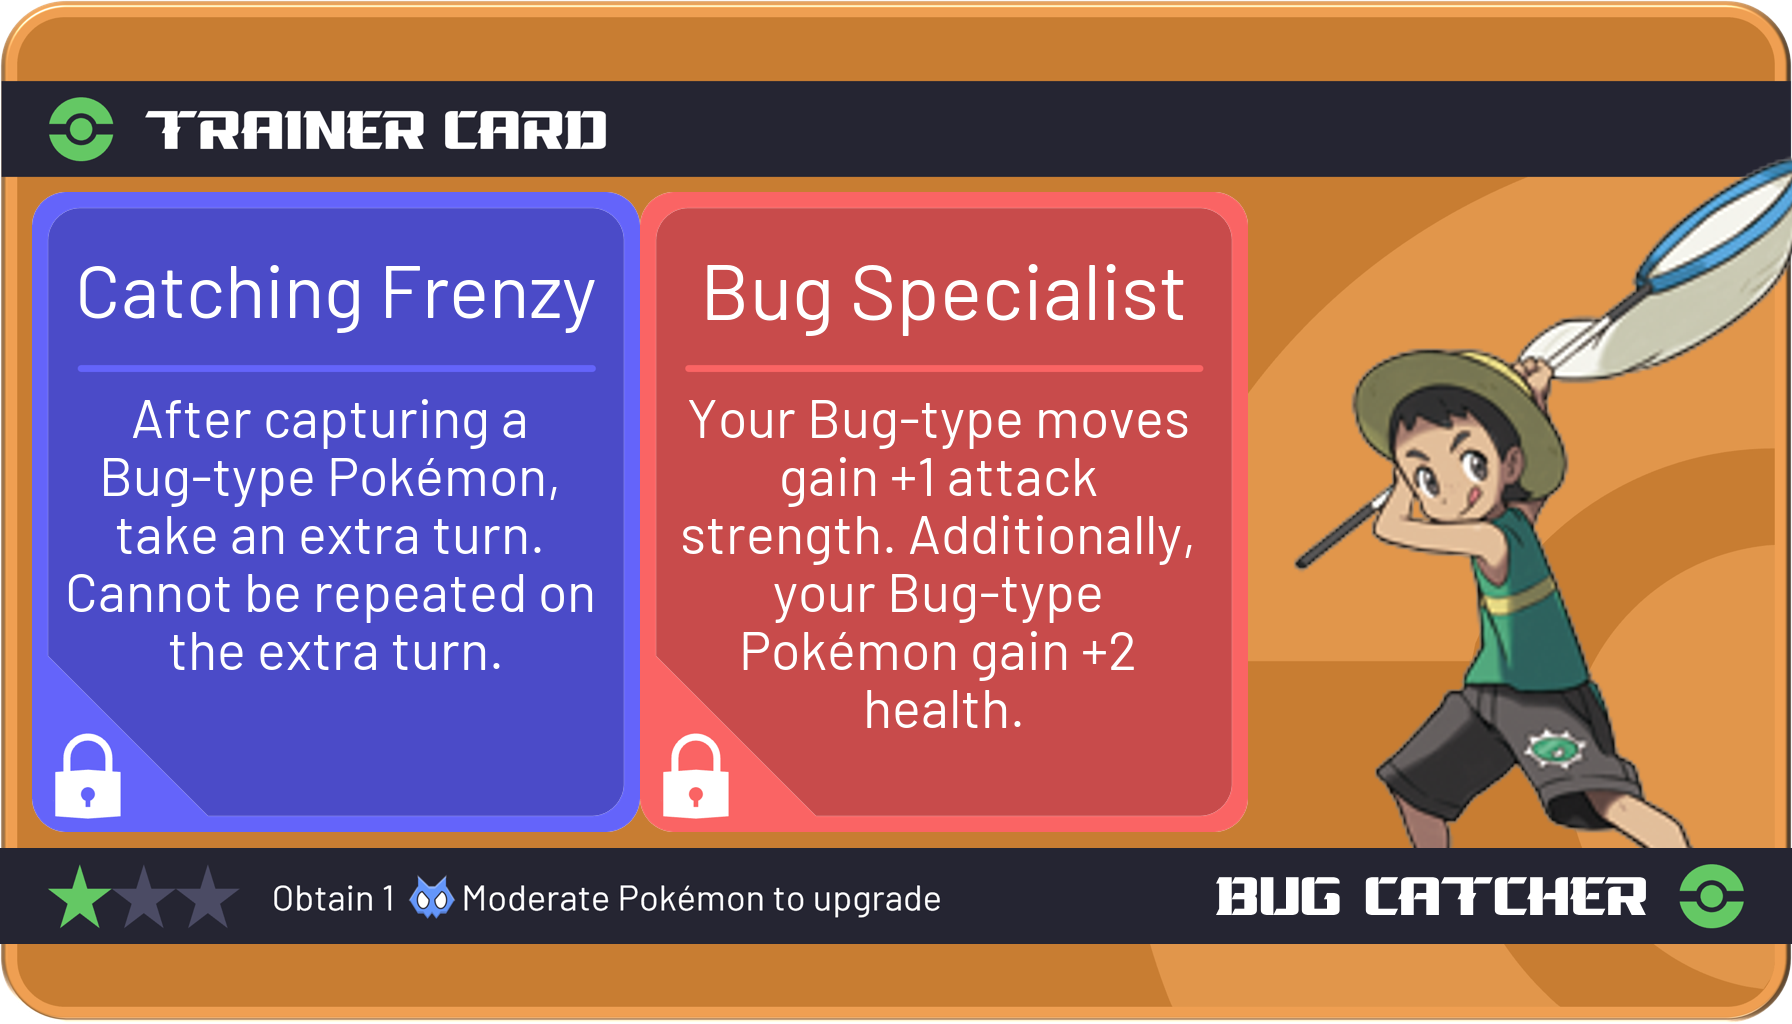 TRAINER CARD
Catching Frenzy
After capturing a
Bug-type Pokémon,
take an extra turn.
Cannot be repeated on
the extra turn.
Bug Specialist
Your Bug-type moves
gain +1 attack
strength. Additionally,
your Bug-type
Pokémon gain +2
health.
Obtain 1 Moderate Pokémon to upgrade
BUG CATCHER